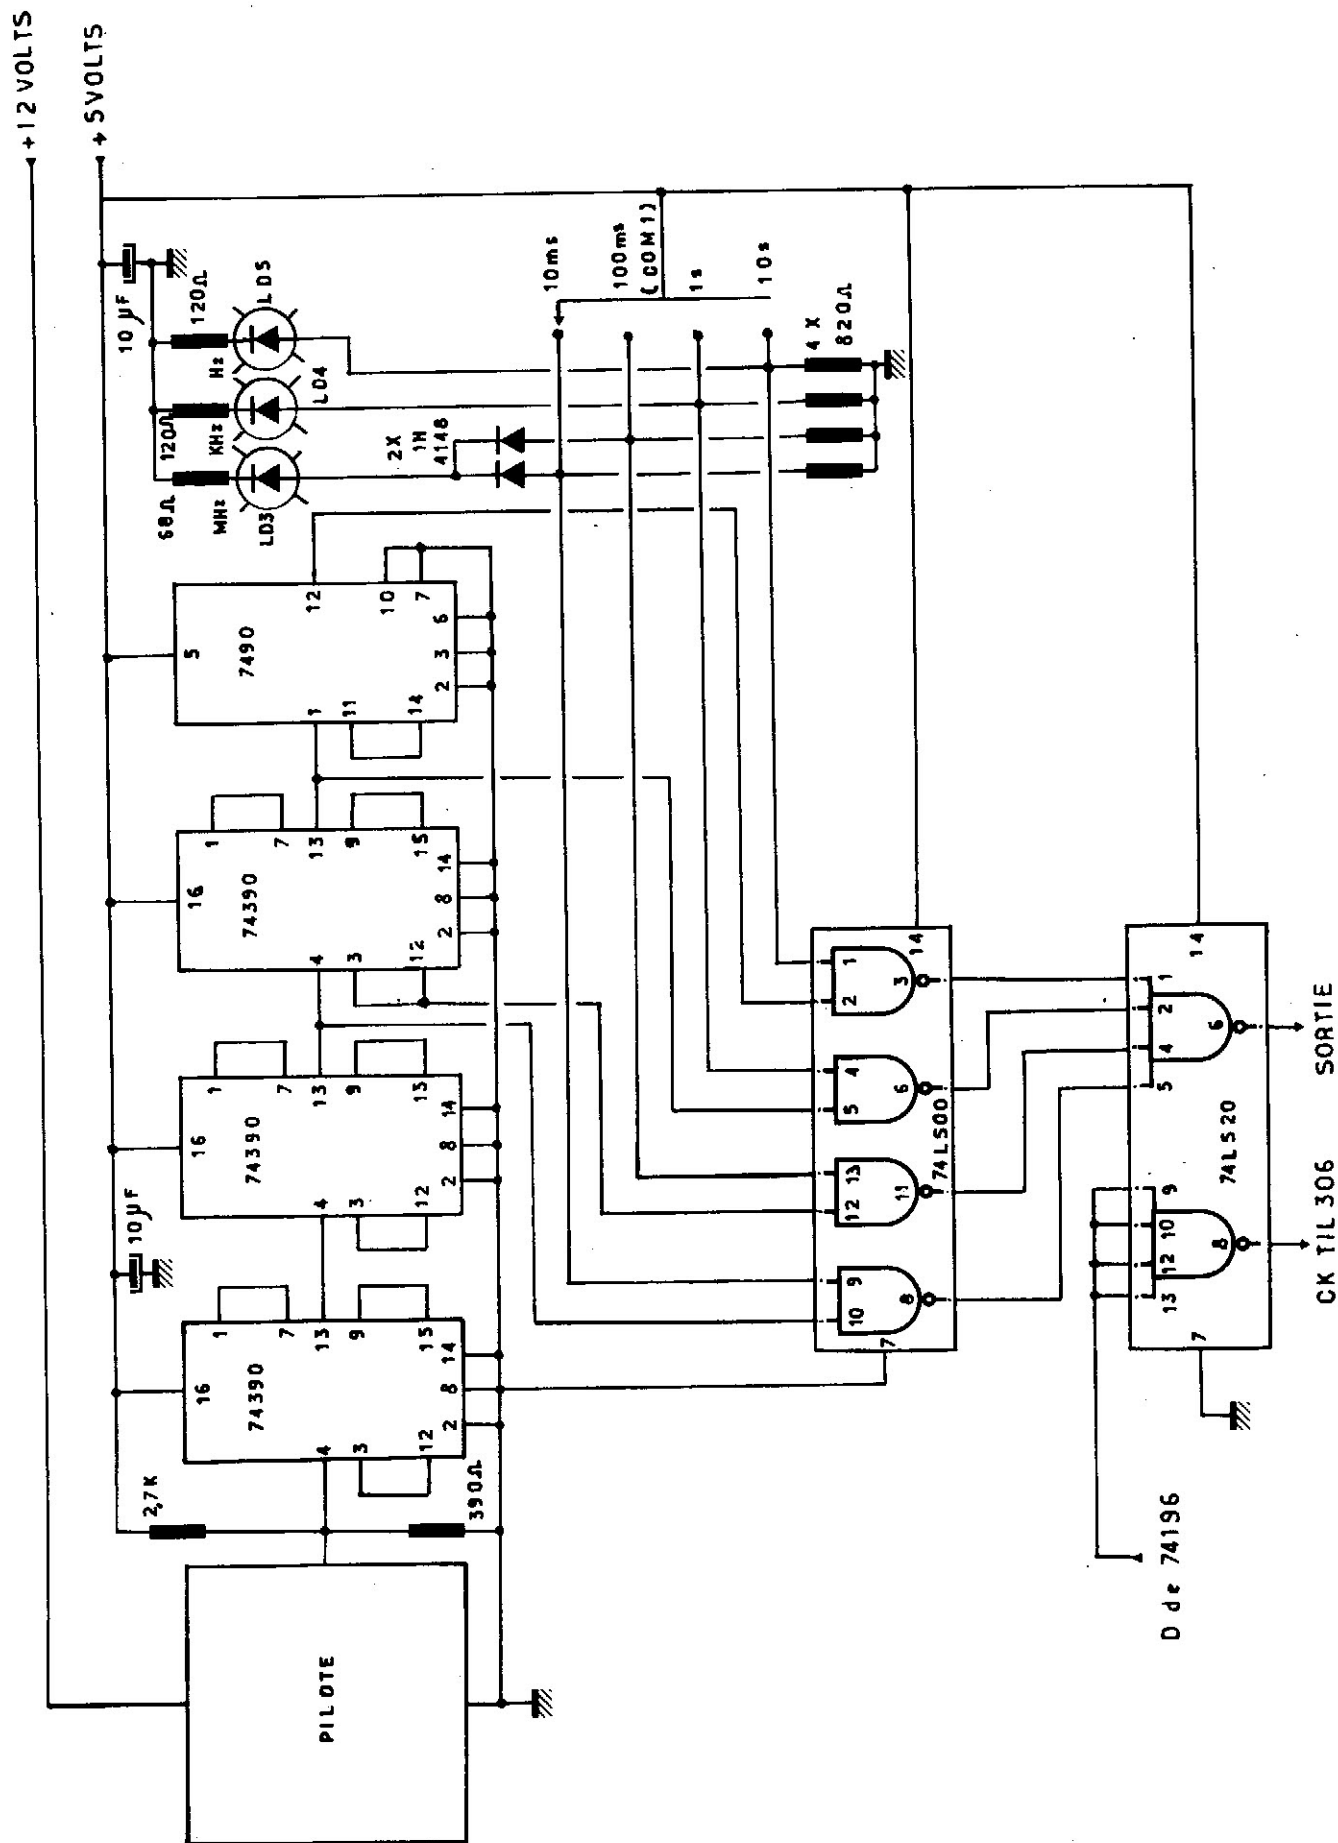 +12 VOLTS
+5 VOLTS
10 µF
120Ω
LD5
Hz
120Ω
KHz
LD4
68Ω
MHz
LD3
2X
1H
4148
10ms
100ms
(COM1)
1s
10s
4 X
820Ω
PILOTE
2,7K
390Ω
10µF
16
74390
4
3
12
2
8
14
1
7
13
9
15
16
74390
4
3
12
2
8
14
1
7
13
9
15
16
74390
4
3
12
2
8
14
1
7
13
9
15
5
7490
1
11
14
2
3
6
12
10
7
10
9
8
7
12
13
11
5
4
6
2
1
3
14
74LS00
13
12
10
9
8
7
5
4
2
1
6
14
74LS20
D de 74196
CK TIL 306
SORTIE